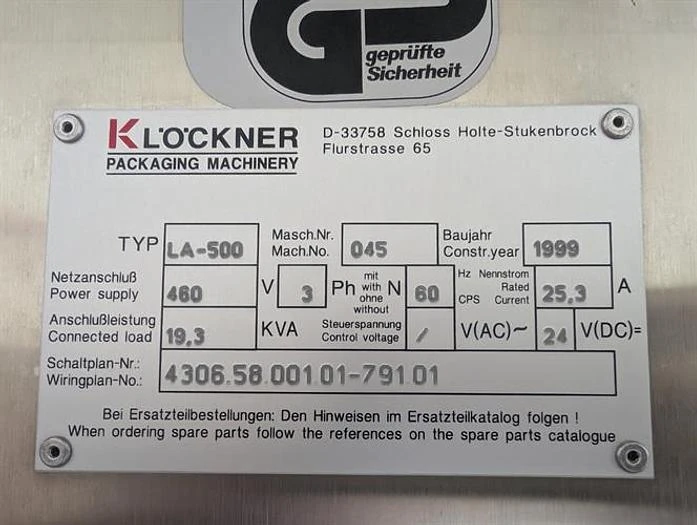 geprüfte
Sicherheit
KLÖCKNER
PACKAGING MACHINERY
D-33758 Schloss Holte-Stukenbrock
Flurstrasse 65
TYP LA-500 Masch.Nr. Mach.No. 045 Baujahr Constr.year 1999
Netzanschluß Power supply 460 V 3 Ph mit with ohne without N 60 Hz CPS Nennstrom Rated Current 25,3 A
Anschlußleistung Connected load 19,3 KVA Steuerspannung Control voltage / V(AC)~ 24 V(DC)=
Schaltplan-Nr.: Wiringplan-No.: 4306.58.001.01-791.01
Bei Ersatzteilbestellungen: Den Hinweisen im Ersatzteilkatalog folgen !
When ordering spare parts follow the references on the spare parts catalogue